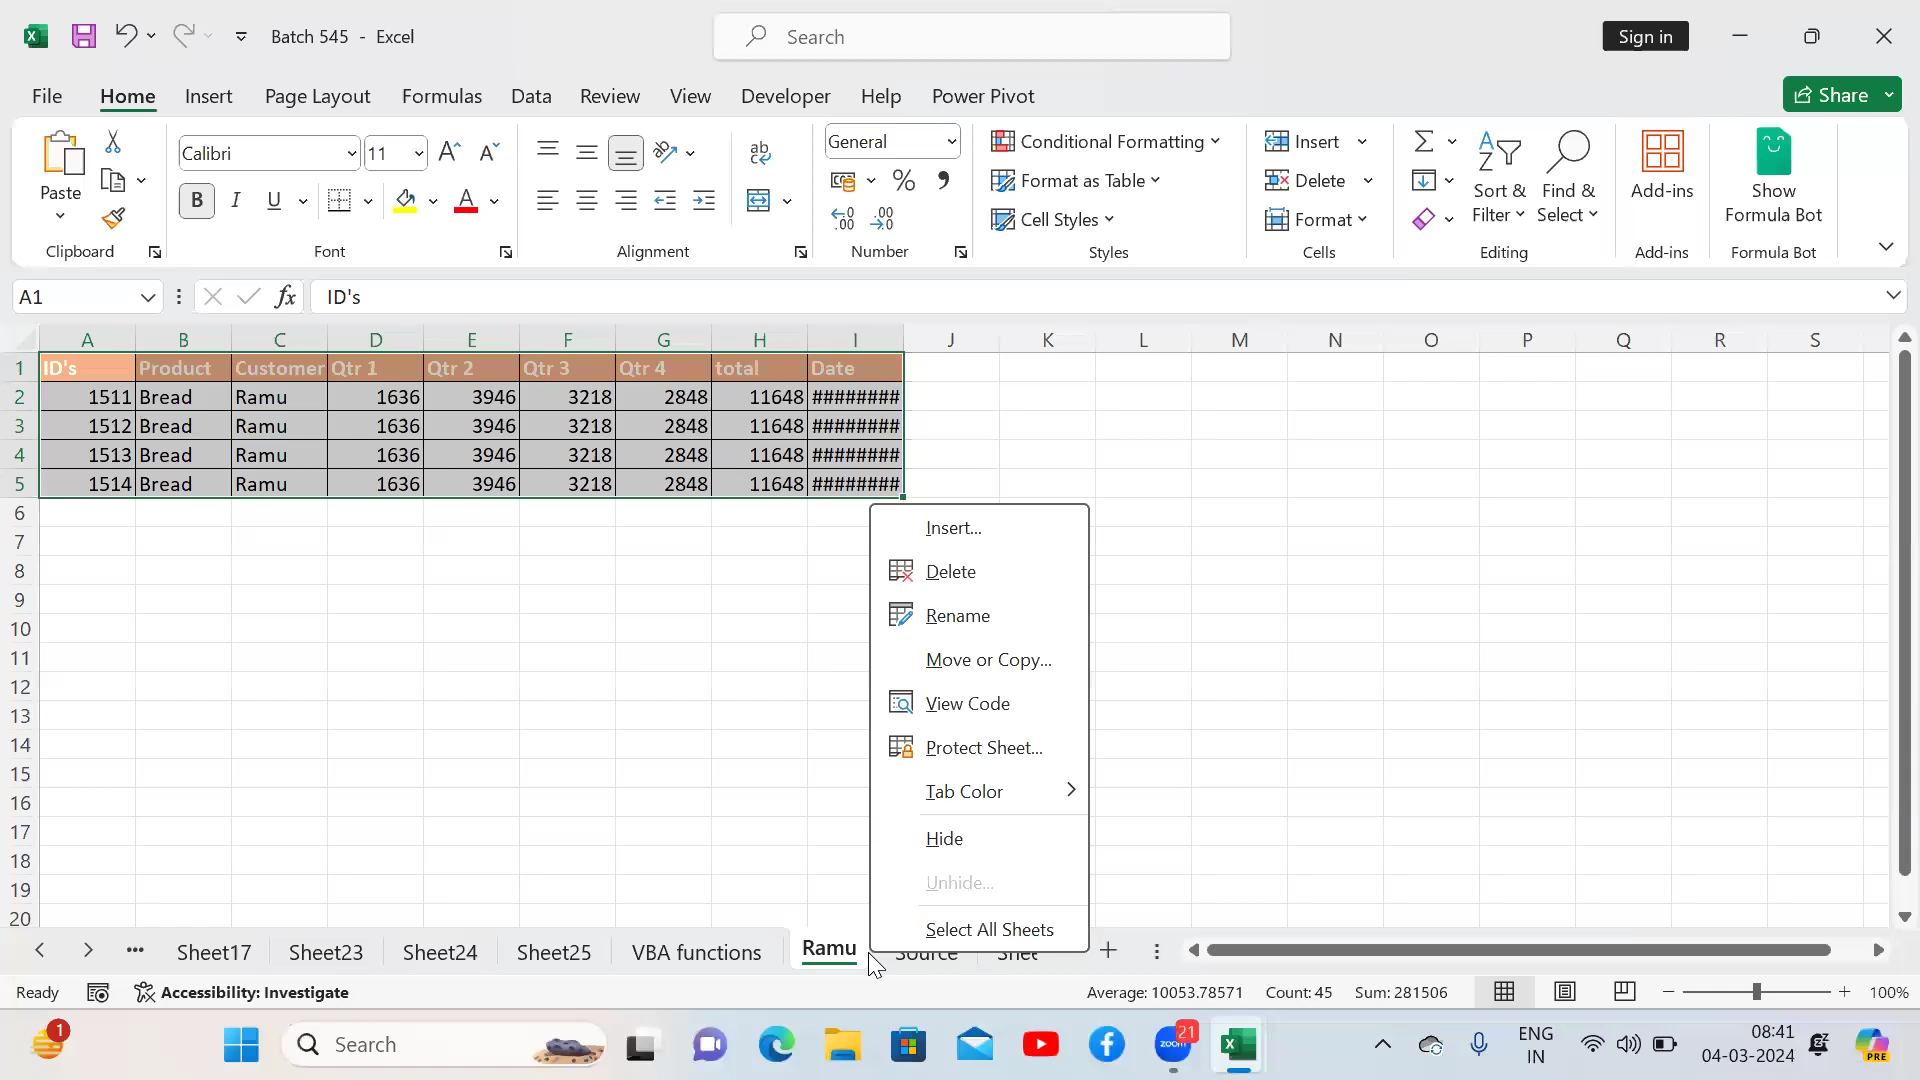 Batch 545 - Excel
Search
Sign in
File Home Insert Page Layout Formulas Data Review View Developer Help Power Pivot
Share
Paste
Clipboard
Calibri 11
B I U
Font
Alignment
General
Number
Conditional Formatting
Format as Table
Cell Styles
Styles
Insert
Delete
Format
Cells
Sort & Filter
Find & Select
Editing
Add-ins
Add-ins
Show Formula Bot
Formula Bot
A1 fx ID's
A B C D E F G H I J K L M N O P Q R S
1 ID's Product Customer Qtr 1 Qtr 2 Qtr 3 Qtr 4 total Date
2 1511 Bread Ramu 1636 3946 3218 2848 11648 ########
3 1512 Bread Ramu 1636 3946 3218 2848 11648 ########
4 1513 Bread Ramu 1636 3946 3218 2848 11648 ########
5 1514 Bread Ramu 1636 3946 3218 2848 11648 ########
6
7
8
9
10
11
12
13
14
15
16
17
18
19
20
Insert...
Delete
Rename
Move or Copy...
View Code
Protect Sheet...
Tab Color
Hide
Unhide...
Select All Sheets
Sheet17 Sheet23 Sheet24 Sheet25 VBA functions Ramu Source
Ready Accessibility: Investigate Average: 10053.78571 Count: 45 Sum: 281506 100%
1
Search
zoom 21
ENG
IN
08:41
04-03-2024
PRE